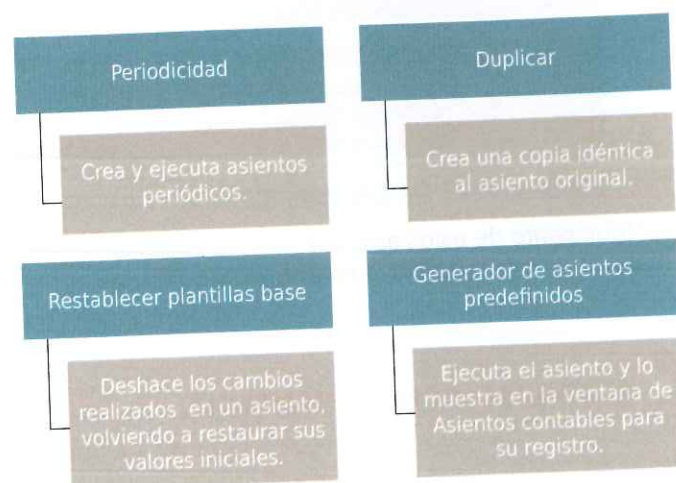 Periodicidad
Crea y ejecuta asientos
periódicos.
Duplicar
Crea una copia idéntica
al asiento original.
Restablecer plantillas base
Deshace los cambios
realizados en un asiento,
volviendo a restaurar sus
valores iniciales.
Generador de asientos
predefinidos
Ejecuta el asiento y lo
muestra en la ventana de
Asientos contables para
su registro.